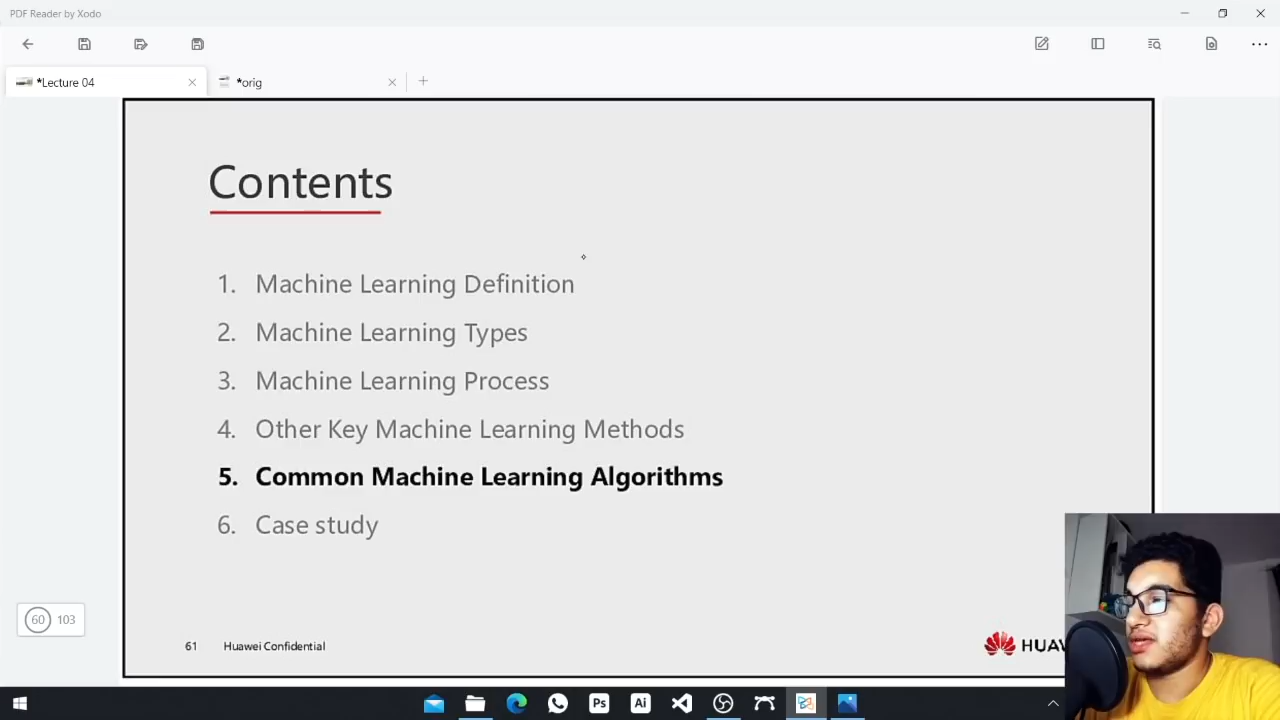 PDF Reader by Xodo
*Lecture 04
*orig
Contents
1. Machine Learning Definition
2. Machine Learning Types
3. Machine Learning Process
4. Other Key Machine Learning Methods
5. Common Machine Learning Algorithms
6. Case study
60 103
61 Huawei Confidential
HUAW
Ps
Ai